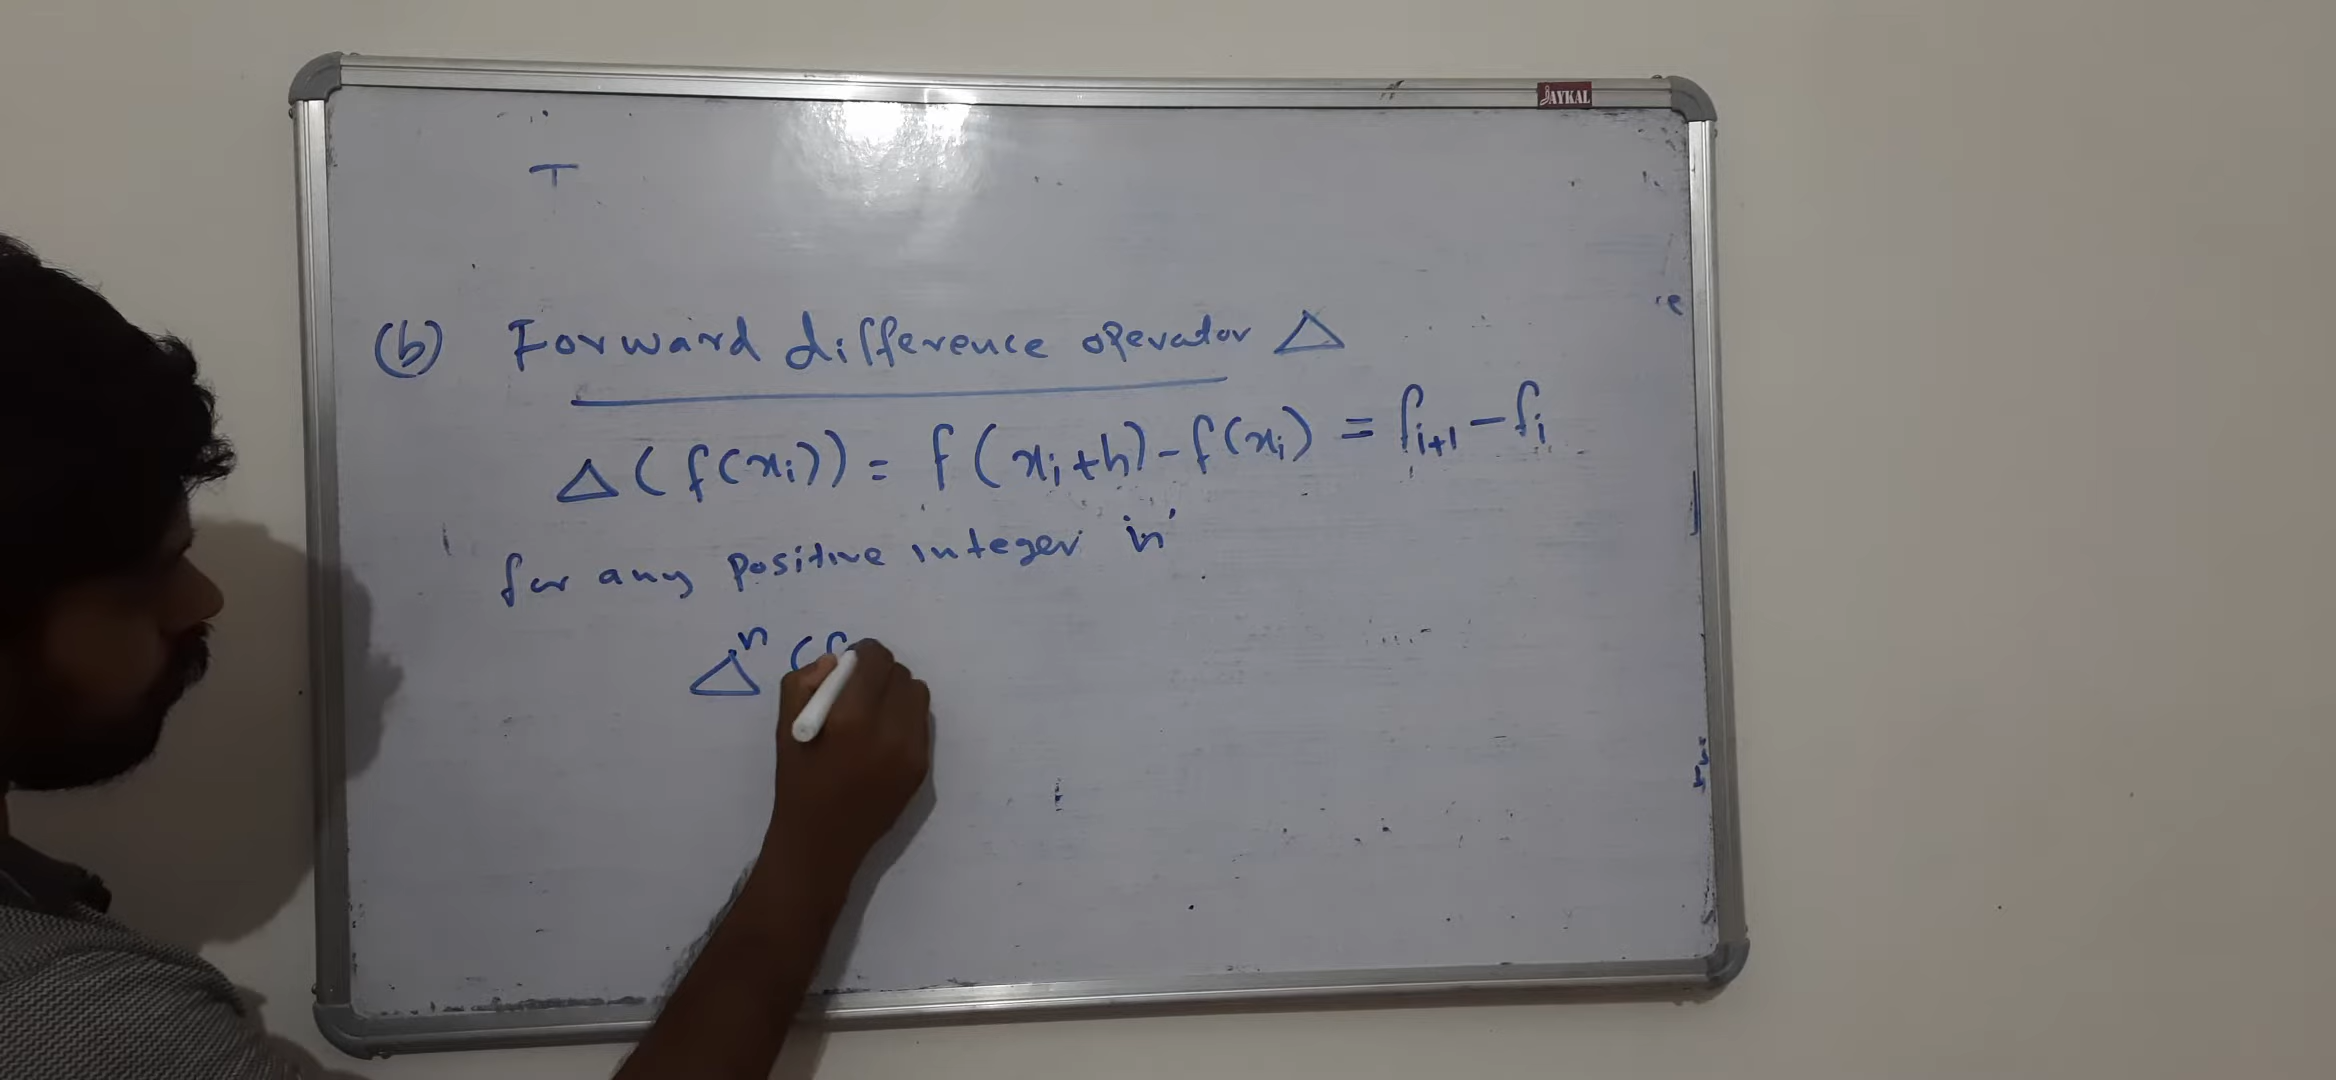 JAYKAL
T
(b) Forward difference operator Δ
Δ(f(xᵢ)) = f(xᵢ+h) - f(xᵢ) = fᵢ₊₁ - fᵢ
for any positive integer 'n'
Δⁿ (f